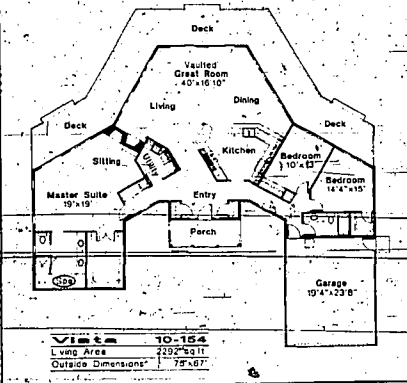 Deck
Vaulted
Great Room
40'x16'10"
Living
Dining
Deck
Deck
Kitchen
Sitting
Utility
Bedroom
10'x13'
Bedroom
14'4"x15'
Master Suite
19'x19'
Entry
Porch
Spa
Garage
19'4"x23'8"
Vista 10-154
Living Area 2292 sq ft
Outside Dimensions 75'x67'